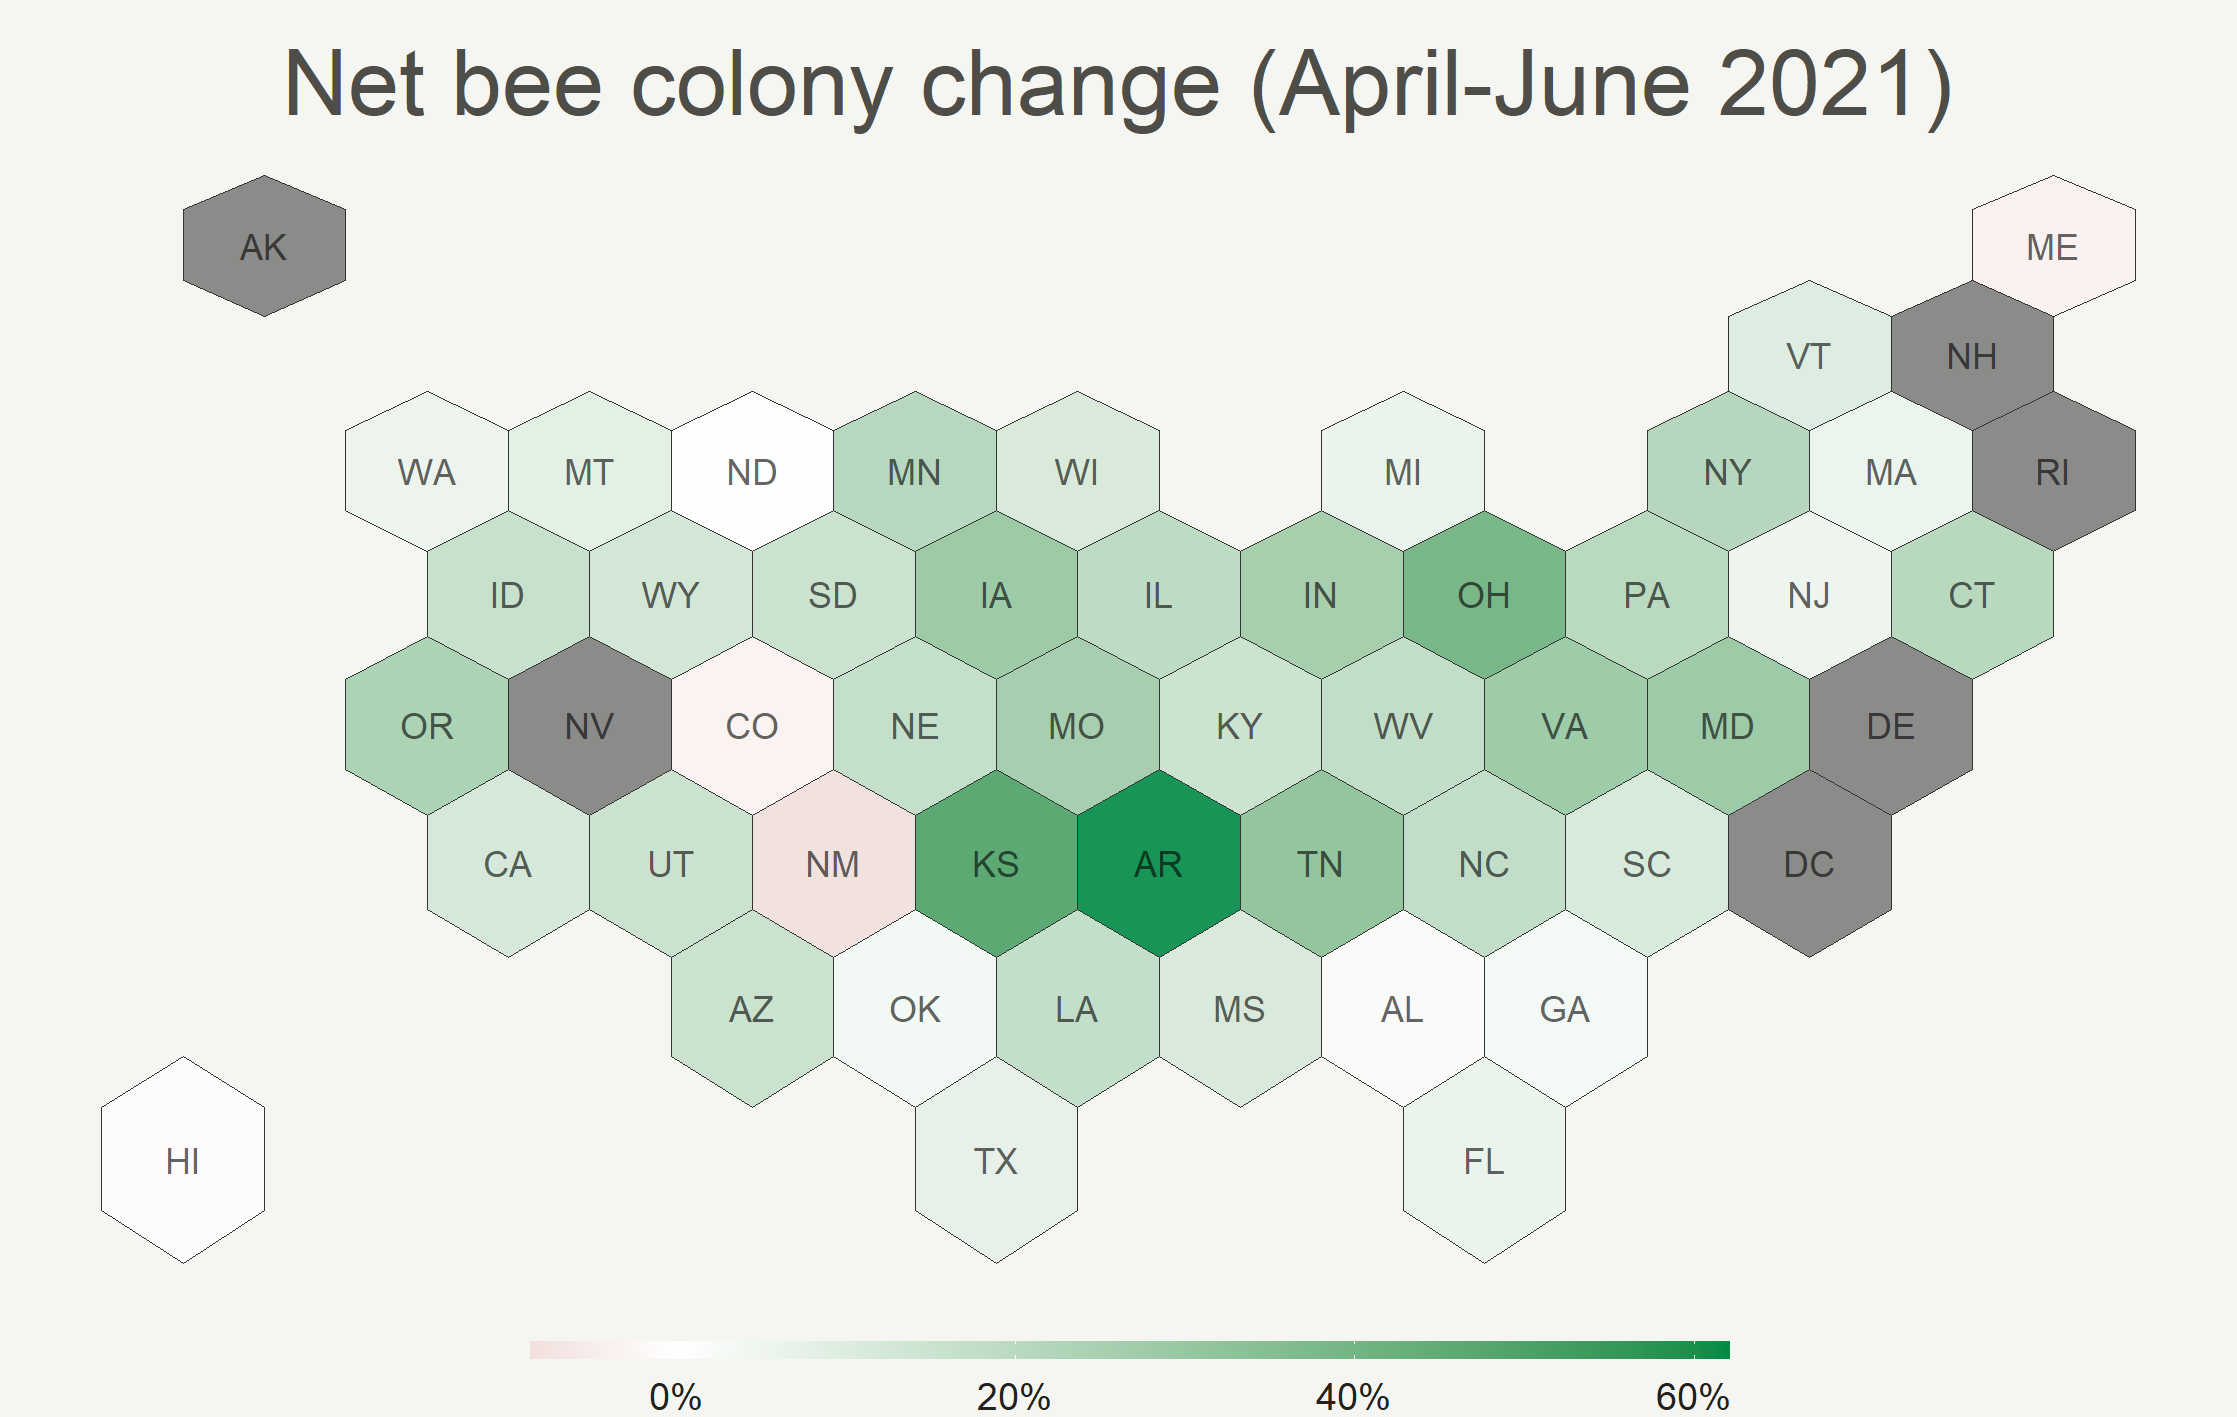 Net bee colony change (April-June 2021)
AK ME
VT NH
WA MT ND MN WI MI NY MA RI
ID WY SD IA IL IN OH PA NJ CT
OR NV CO NE MO KY WV VA MD DE
CA UT NM KS AR TN NC SC DC
AZ OK LA MS AL GA
HI TX FL
0% 20% 40% 60%